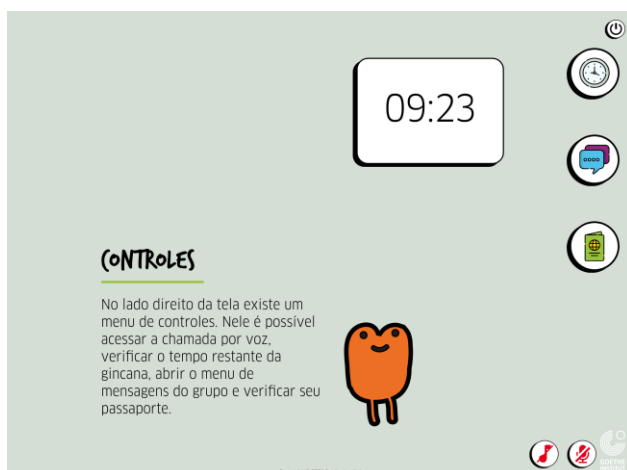 09:23
CONTROLES
No lado direito da tela existe um
menu de controles. Nele é possível
acessar a chamada por voz,
verificar o tempo restante da
gincana, abrir o menu de
mensagens do grupo e verificar seu
passaporte.
GOETHE